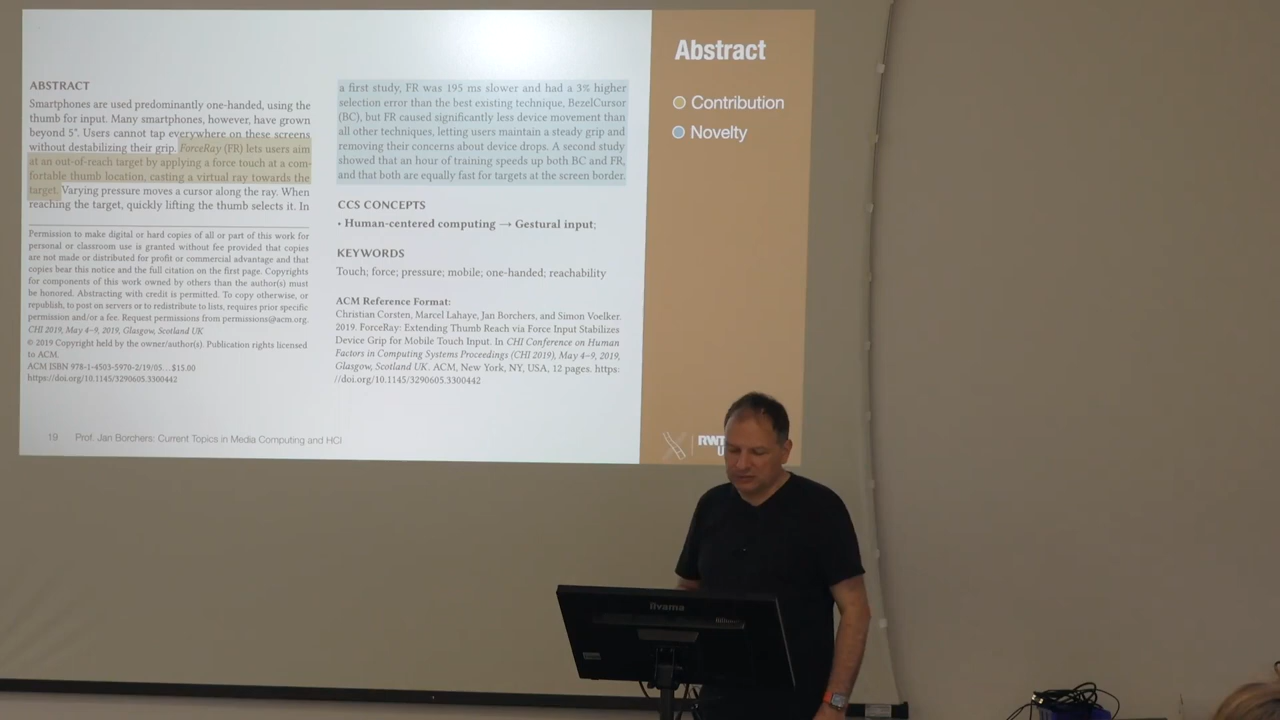 Abstract
Contribution
Novelty
ABSTRACT
Smartphones are used predominantly one-handed, using the
thumb for input. Many smartphones, however, have grown
beyond 5". Users cannot tap everywhere on these screens
without destabilizing their grip. ForceRay (FR) lets users aim
at an out-of-reach target by applying a force touch at a com-
fortable thumb location, casting a virtual ray towards the
target. Varying pressure moves a cursor along the ray. When
reaching the target, quickly lifting the thumb selects it. In
Permission to make digital or hard copies of all or part of this work for
personal or classroom use is granted without fee provided that copies
are not made or distributed for profit or commercial advantage and that
copies bear this notice and the full citation on the first page. Copyrights
for components of this work owned by others than the author(s) must
be honored. Abstracting with credit is permitted. To copy otherwise, or
republish, to post on servers or to redistribute to lists, requires prior specific
permission and/or a fee. Request permissions from permissions@acm.org.
CHI 2019, May 4–9, 2019, Glasgow, Scotland UK
© 2019 Copyright held by the owner/author(s). Publication rights licensed
to ACM.
ACM ISBN 978-1-4503-5970-2/19/05...$15.00
https://doi.org/10.1145/3290605.3300442
a first study, FR was 195 ms slower and had a 3% higher
selection error than the best existing technique, BezelCursor
(BC), but FR caused significantly less device movement than
all other techniques, letting users maintain a steady grip and
removing their concerns about device drops. A second study
showed that an hour of training speeds up both BC and FR,
and that both are equally fast for targets at the screen border.
CCS CONCEPTS
• Human-centered computing → Gestural input;
KEYWORDS
Touch; force; pressure; mobile; one-handed; reachability
ACM Reference Format:
Christian Corsten, Marcel Lahaye, Jan Borchers, and Simon Voelker.
2019. ForceRay: Extending Thumb Reach via Force Input Stabilizes
Device Grip for Mobile Touch Input. In CHI Conference on Human
Factors in Computing Systems Proceedings (CHI 2019), May 4–9, 2019,
Glasgow, Scotland UK. ACM, New York, NY, USA, 12 pages. https:
//doi.org/10.1145/3290605.3300442
19 Prof. Jan Borchers: Current Topics in Media Computing and HCI
iiyama